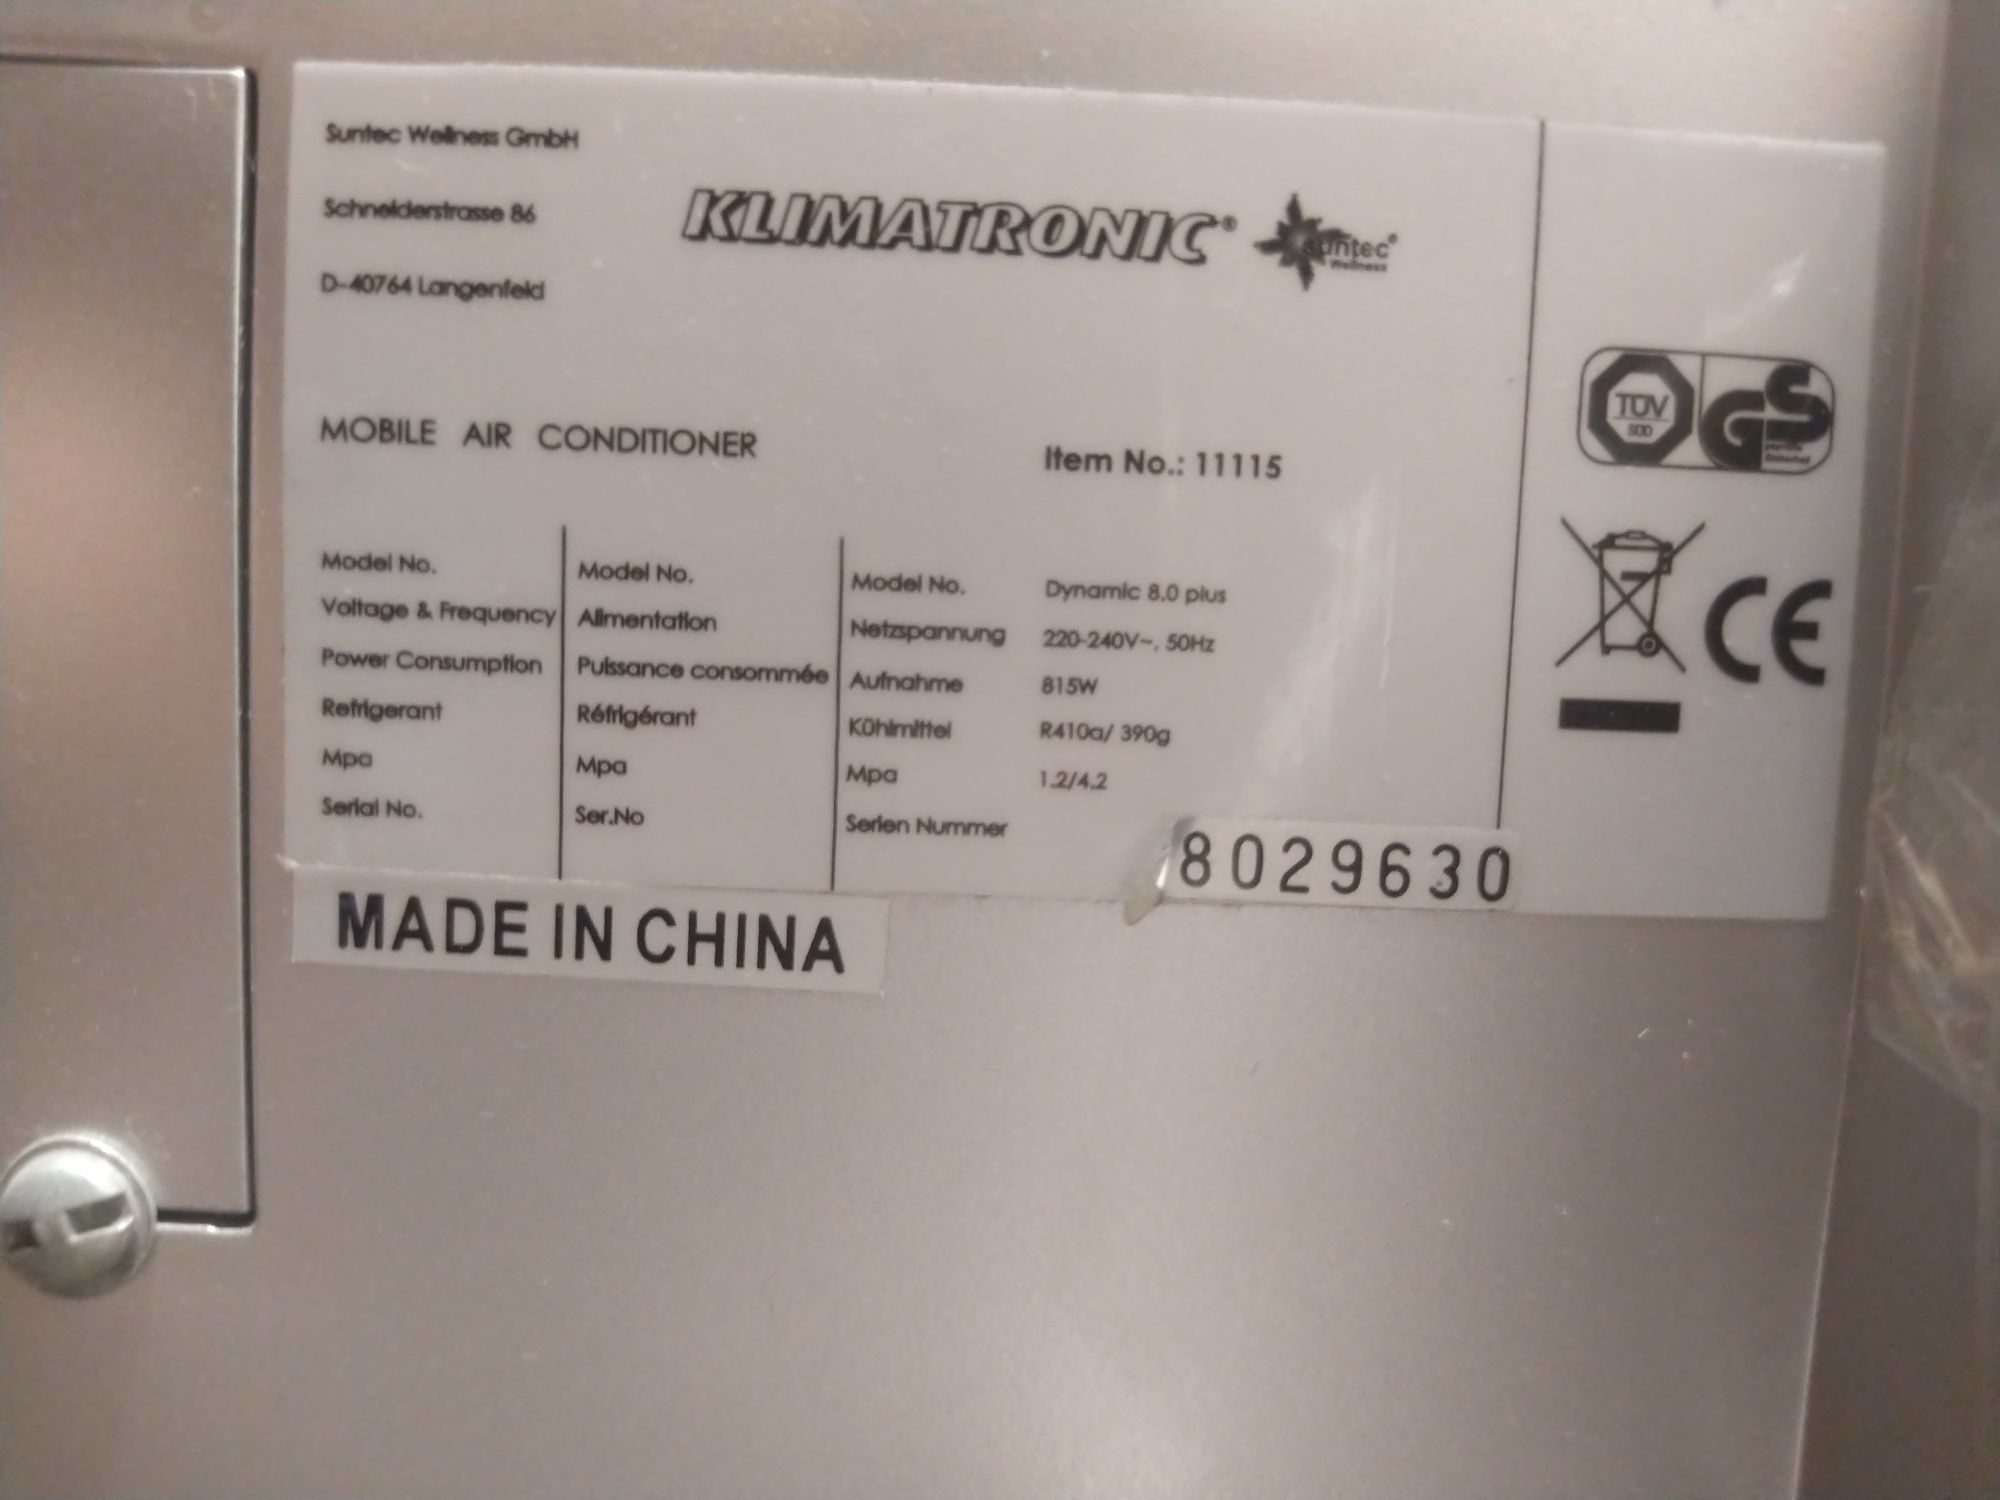 Suntec Wellness GmbH
Schneiderstrasse 86
D-40764 Langenfeld
KLIMATRONIC®
suntec®
Wellness
MOBILE AIR CONDITIONER
Item No.: 11115
Model No. Model No. Model No. Dynamic 8.0 plus
Voltage & Frequency Alimentation Netzspannung 220-240V~, 50Hz
Power Consumption Puissance consommée Aufnahme 815W
Refrigerant Réfrigérant Kühlmittel R410a/ 390g
Mpa Mpa Mpa 1.2/4.2
Serial No. Ser.No Serien Nummer 8029630
TÜV
SÜD
GS
geprüfte
Sicherheit
CE
MADE IN CHINA